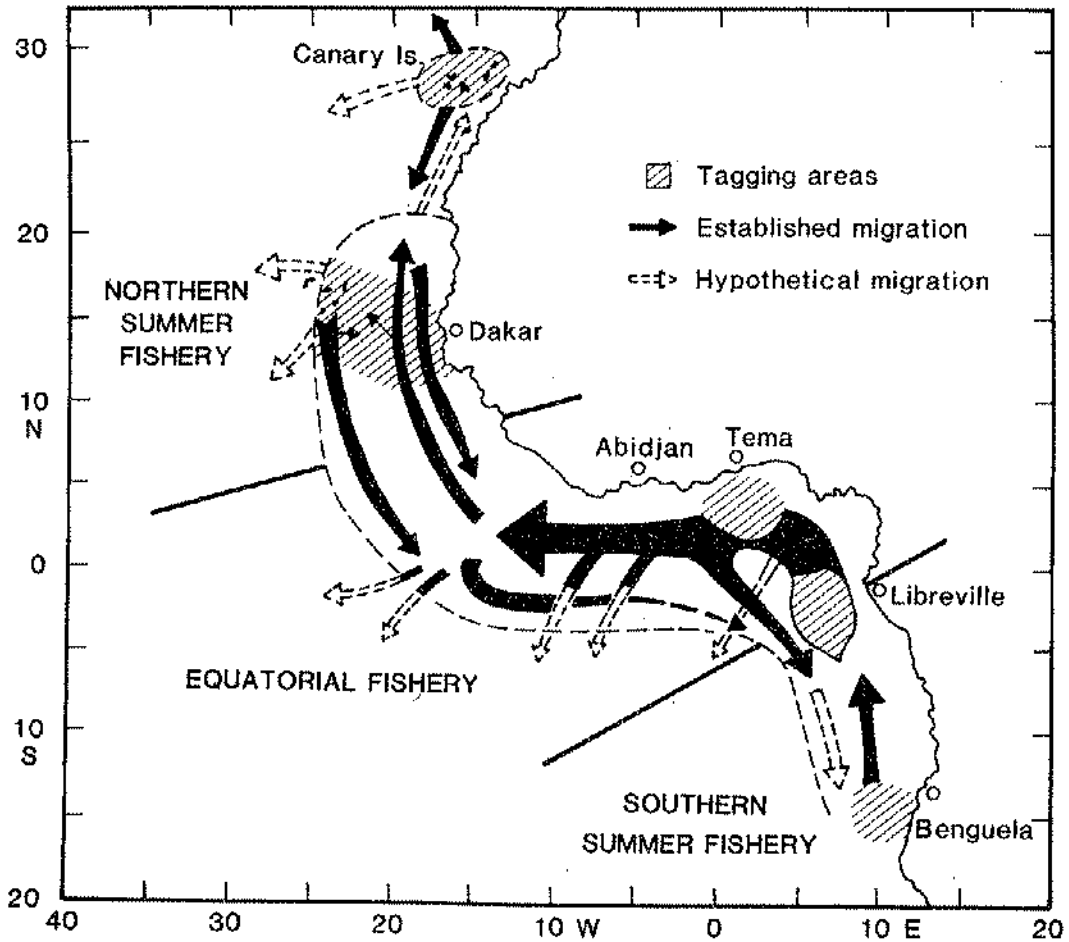 30
Canary Is.
Tagging areas
Established migration
Hypothetical migration
20
NORTHERN
SUMMER
FISHERY
Dakar
10
N
Abidjan
Tema
0
Libreville
EQUATORIAL FISHERY
10
S
SOUTHERN
SUMMER FISHERY
Benguela
20
40
30
20
10 W
0
10 E
20